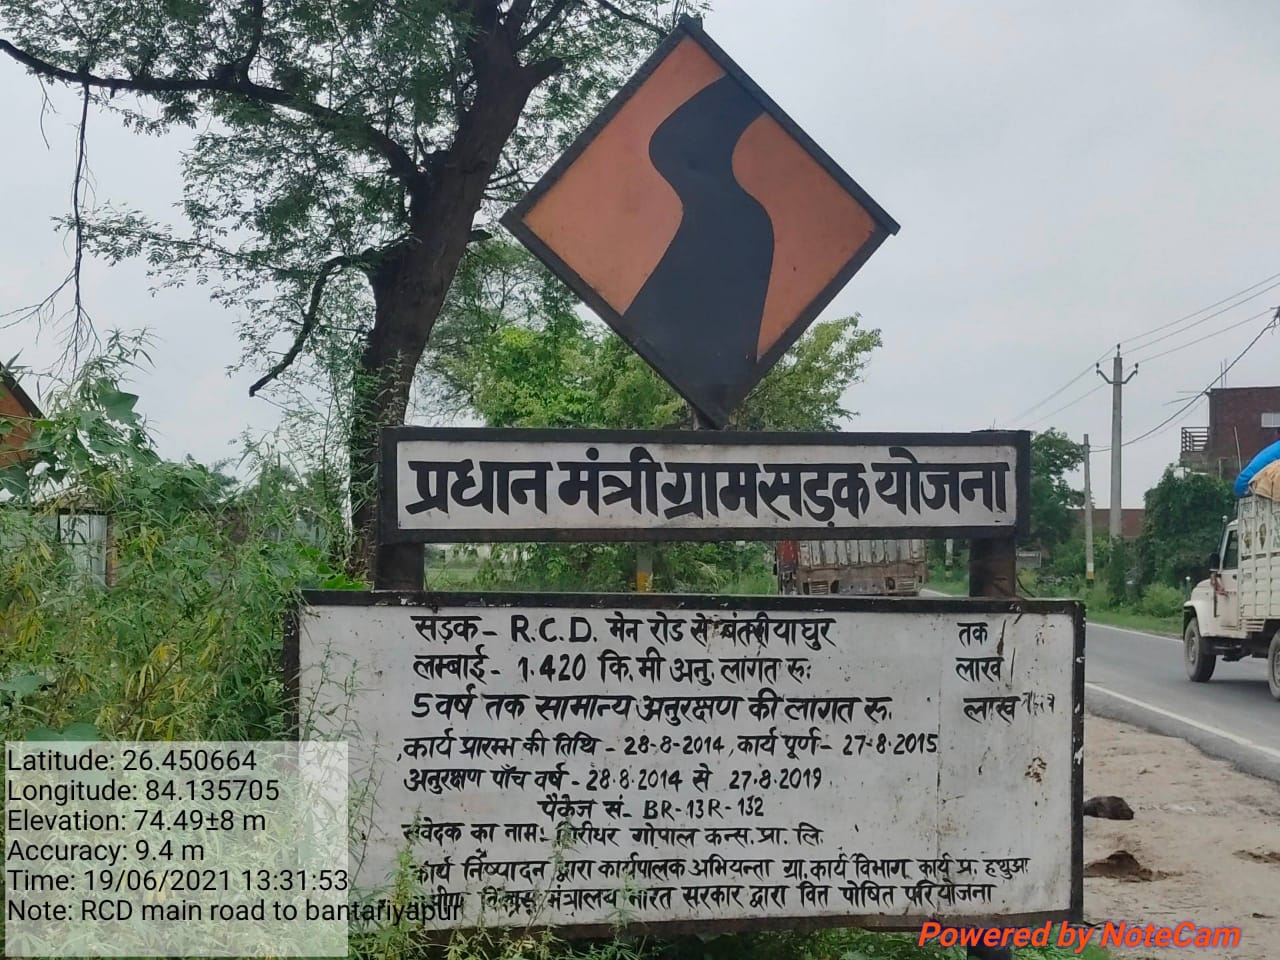 प्रधान मंत्री ग्राम सड़क योजना
सड़क - R.C.D. मेन रोड से बंतरीयाघुर तक
लम्बाई - 1.420 कि.मी अनु. लागत रु: लाख
5 वर्ष तक सामान्य अनुरक्षण की लागत रु. लाख
कार्य प्रारम्भ की तिथि - 28-8-2014, कार्य पूर्ण - 27-8-2015
अनुरक्षण पाँच वर्ष - 28-8-2014 से 27-8-2019
पैकेज सं.- BR-13R-132
संवेदक का नाम:- गिरीधर गोपाल कन्स. प्रा. लि.
कार्य निष्पादन द्वारा कार्यपालक अभियन्ता ग्रा. कार्य विभाग, कार्य प्र. हथुआ
मंत्रालय भारत सरकार द्वारा वित पोषित परियोजना
Latitude: 26.450664
Longitude: 84.135705
Elevation: 74.49±8 m
Accuracy: 9.4 m
Time: 19/06/2021 13:31:53
Note: RCD main road to bantariyapur
Powered by NoteCam